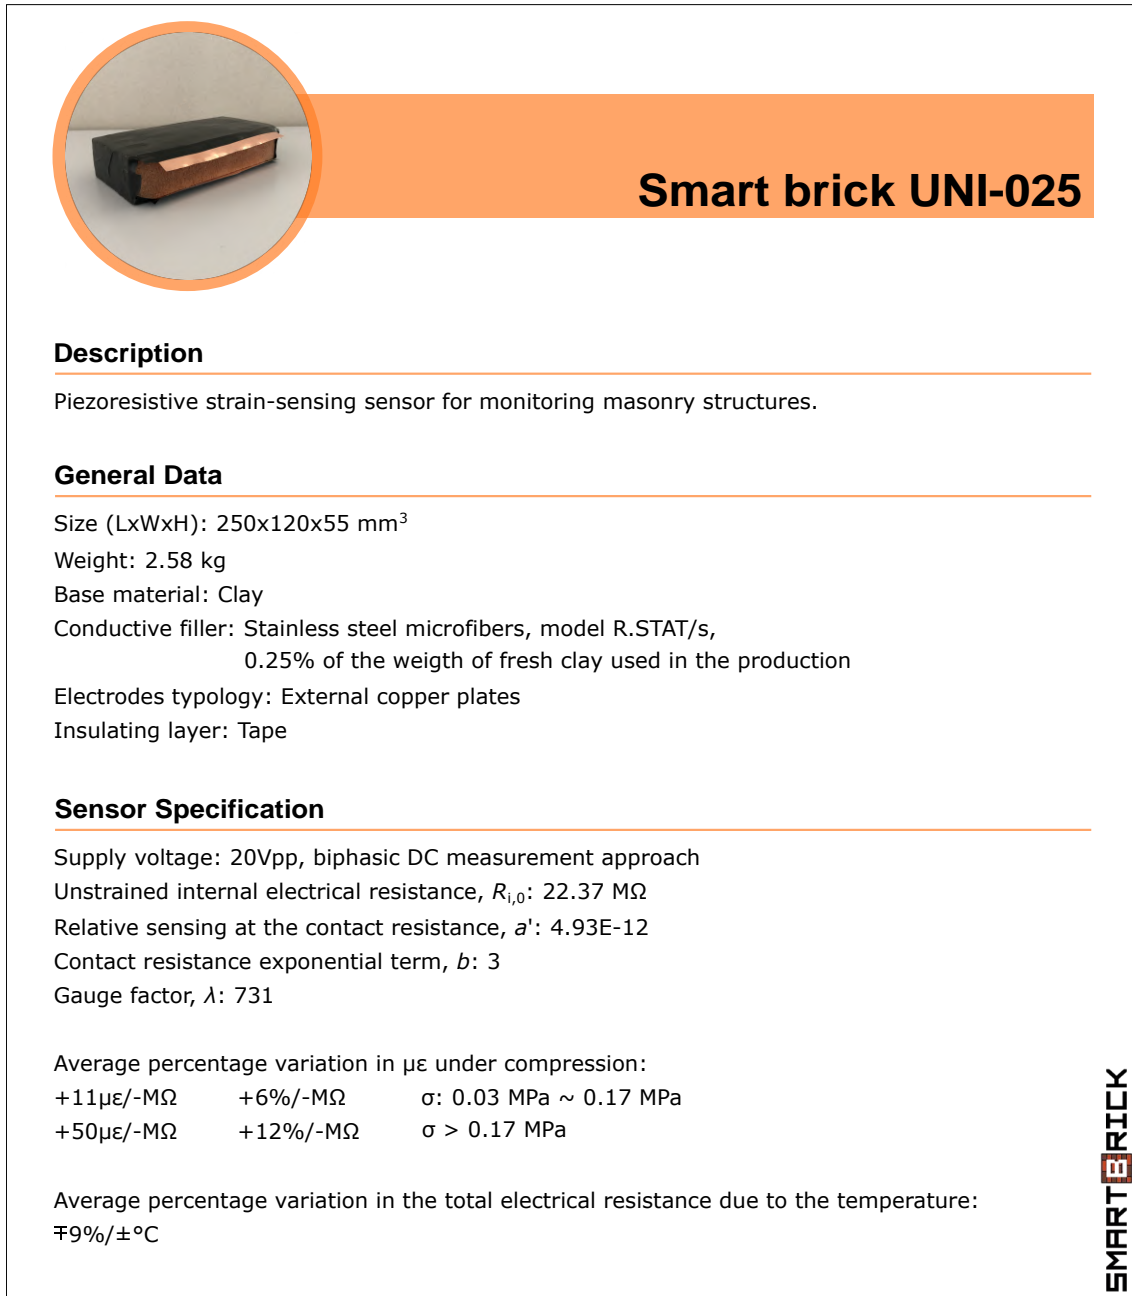 Smart brick UNI-025
Description
Piezoresistive strain-sensing sensor for monitoring masonry structures.
General Data
Size (LxWxH): 250x120x55 mm³
Weight: 2.58 kg
Base material: Clay
Conductive filler: Stainless steel microfibers, model R.STAT/s,
0.25% of the weigth of fresh clay used in the production
Electrodes typology: External copper plates
Insulating layer: Tape
Sensor Specification
Supply voltage: 20Vpp, biphasic DC measurement approach
Unstrained internal electrical resistance, Ri,0: 22.37 MΩ
Relative sensing at the contact resistance, a': 4.93E-12
Contact resistance exponential term, b: 3
Gauge factor, λ: 731
Average percentage variation in με under compression:
+11με/-MΩ +6%/-MΩ σ: 0.03 MPa ~ 0.17 MPa
+50με/-MΩ +12%/-MΩ σ > 0.17 MPa
Average percentage variation in the total electrical resistance due to the temperature:
∓9%/±°C
SMARTBRICK